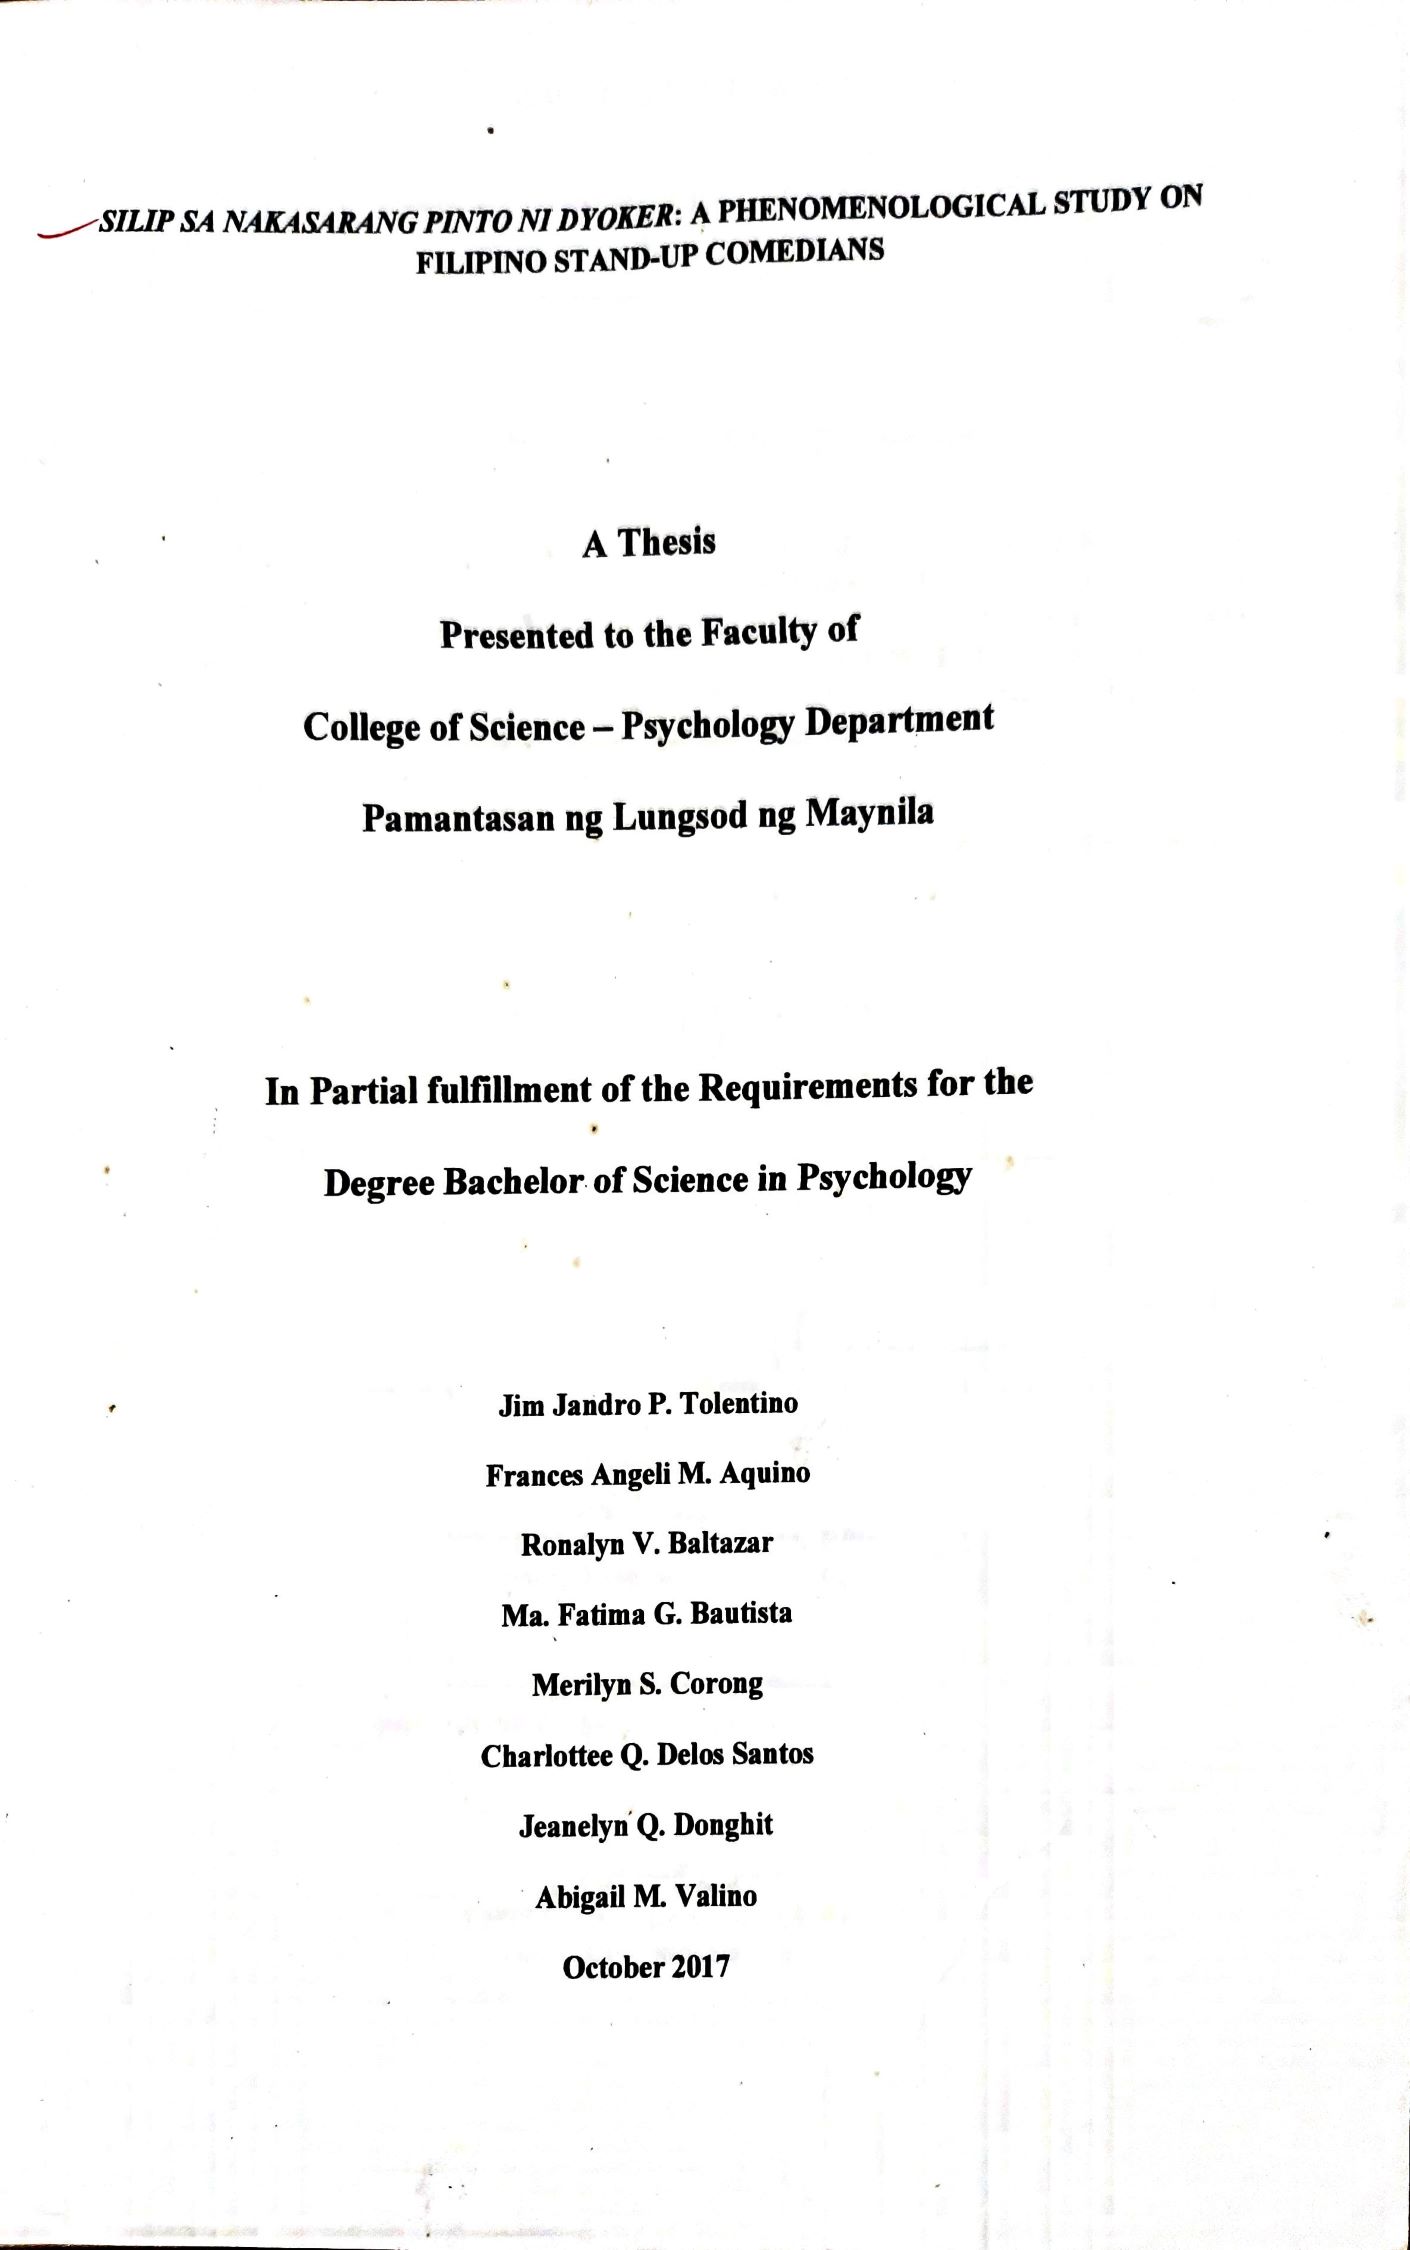 SILIP SA NAKASARANG PINTO NI DYOKER: A PHENOMENOLOGICAL STUDY ON
FILIPINO STAND-UP COMEDIANS
A Thesis
Presented to the Faculty of
College of Science – Psychology Department
Pamantasan ng Lungsod ng Maynila
In Partial fulfillment of the Requirements for the
Degree Bachelor of Science in Psychology
Jim Jandro P. Tolentino
Frances Angeli M. Aquino
Ronalyn V. Baltazar
Ma. Fatima G. Bautista
Merilyn S. Corong
Charlottee Q. Delos Santos
Jeanelyn Q. Donghit
Abigail M. Valino
October 2017